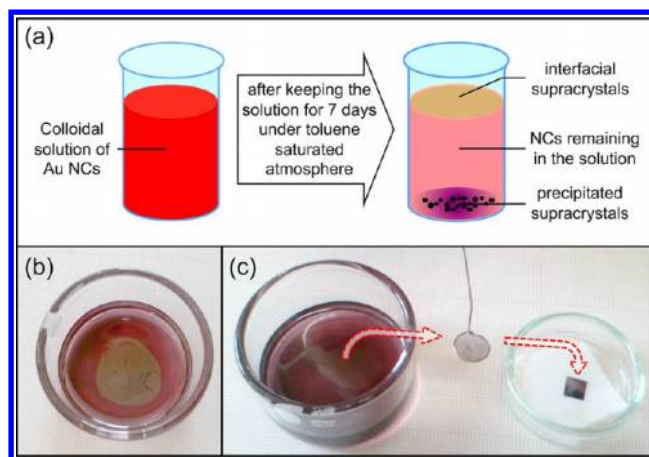 (a)
Colloidal
solution of
Au NCs
after keeping the
solution for 7 days
under toluene
saturated
atmosphere
interfacial
supracrystals
NCs remaining
in the solution
precipitated
supracrystals
(b)
(c)